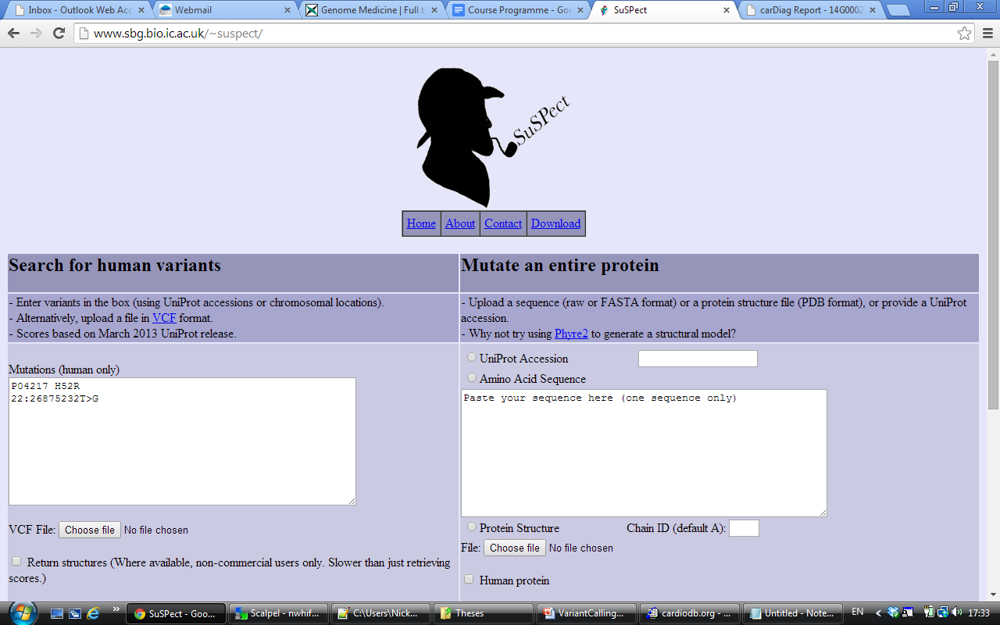 Inbox - Outlook Web Acc
Webmail
Genome Medicine | Full t
Course Programme - Goo
SuSPect
carDiag Report - 14G0002
www.sbg.bio.ic.ac.uk/~suspect/
SuSPect
Home About Contact Download
Search for human variants
Mutate an entire protein
- Enter variants in the box (using UniProt accessions or chromosomal locations).
- Alternatively, upload a file in VCF format.
- Scores based on March 2013 UniProt release.
- Upload a sequence (raw or FASTA format) or a protein structure file (PDB format), or provide a UniProt
accession.
- Why not try using Phyre2 to generate a structural model?
Mutations (human only)
P04217 H52R
22:26875232T>G
VCF File: Choose file No file chosen
Return structures (Where available, non-commercial users only. Slower than just retrieving
scores.)
UniProt Accession
Amino Acid Sequence
Paste your sequence here (one sequence only)
Protein Structure Chain ID (default A):
File: Choose file No file chosen
Human protein
SuSPect - Goo...
Scalpel - nwhif...
C:\Users\Nick...
Theses
VariantCalling...
cardiodb.org - ...
Untitled - Note...
EN
17:33